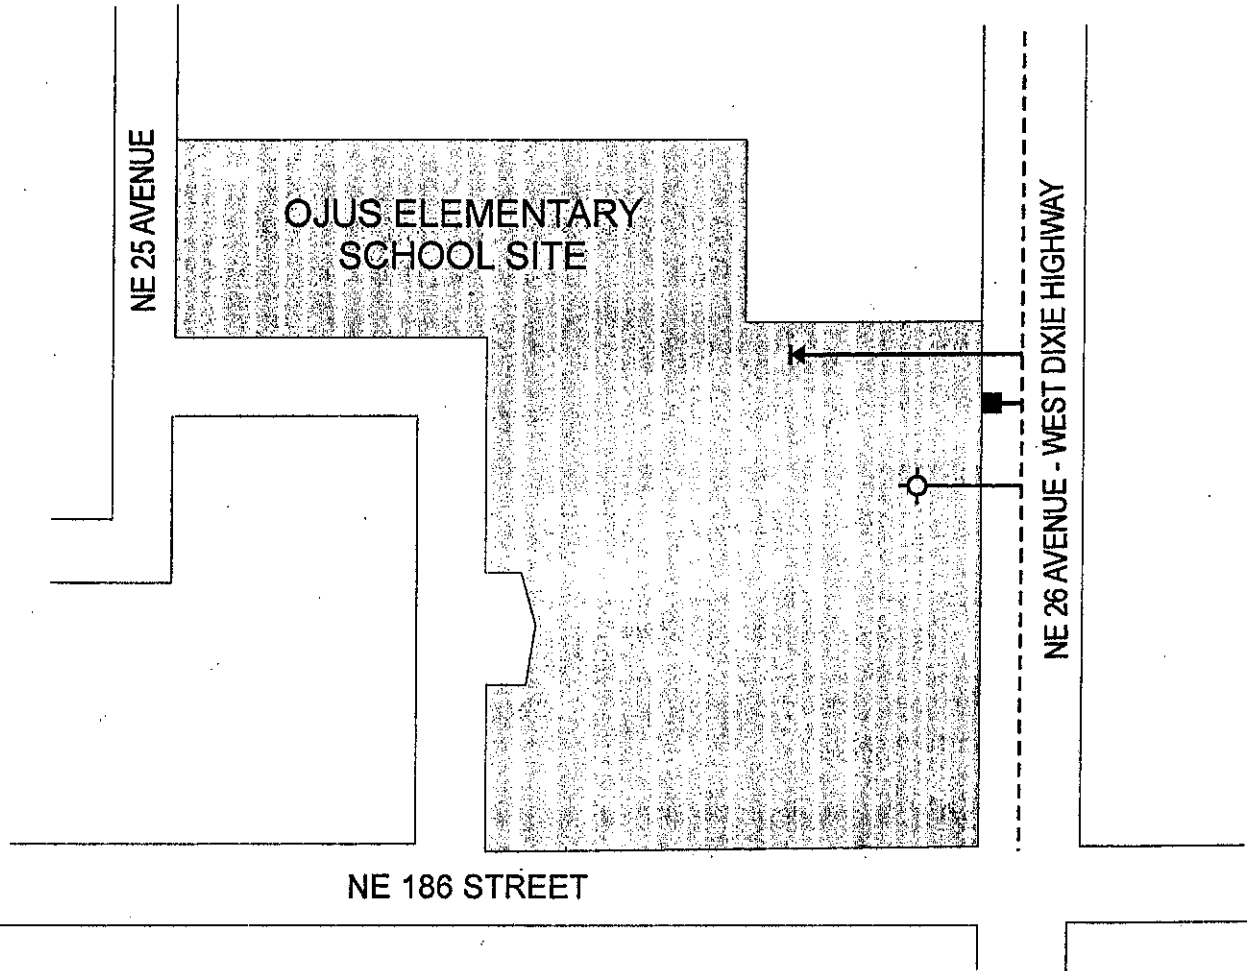 NE 25 AVENUE
OJUS ELEMENTARY
SCHOOL SITE
NE 26 AVENUE - WEST DIXIE HIGHWAY
NE 186 STREET